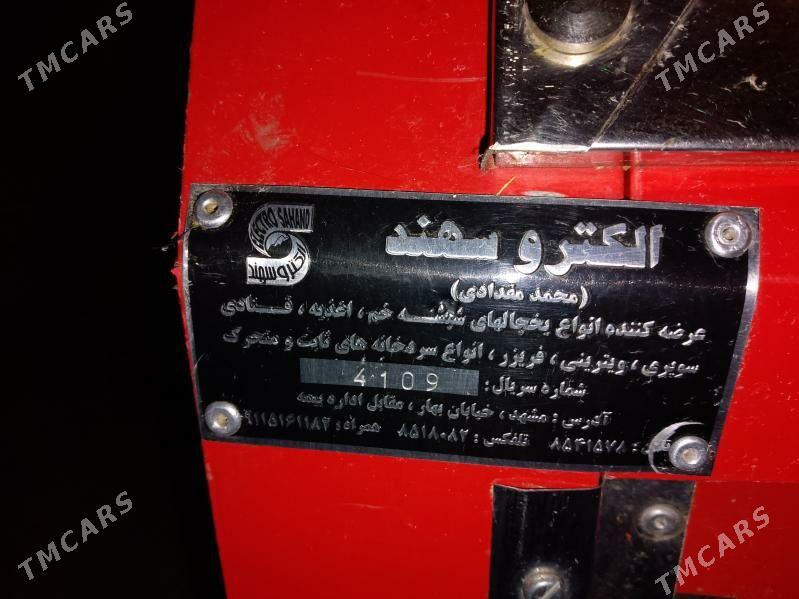 TMCARS
TMCARS
ELECTRO SAHAND
الکتروسهند
الکترو سهند
(محمد مقدادی)
عرضه کننده انواع یخچالهای شیشه خم ، اغذیه ، قنادی
سوپری ، ویترینی ، فریزر ، انواع سردخانه های ثابت و متحرک
شماره سریال: 4109
آدرس : مشهد، خیابان بهار ، مقابل اداره بیمه
تلفن: ۸۵۴۱۵۷۸ تلفکس : ۸۵۱۸۰۸۲ همراه : ۰۹۱۱۵۱۶۱۱۸۲
TMCARS
TMCARS